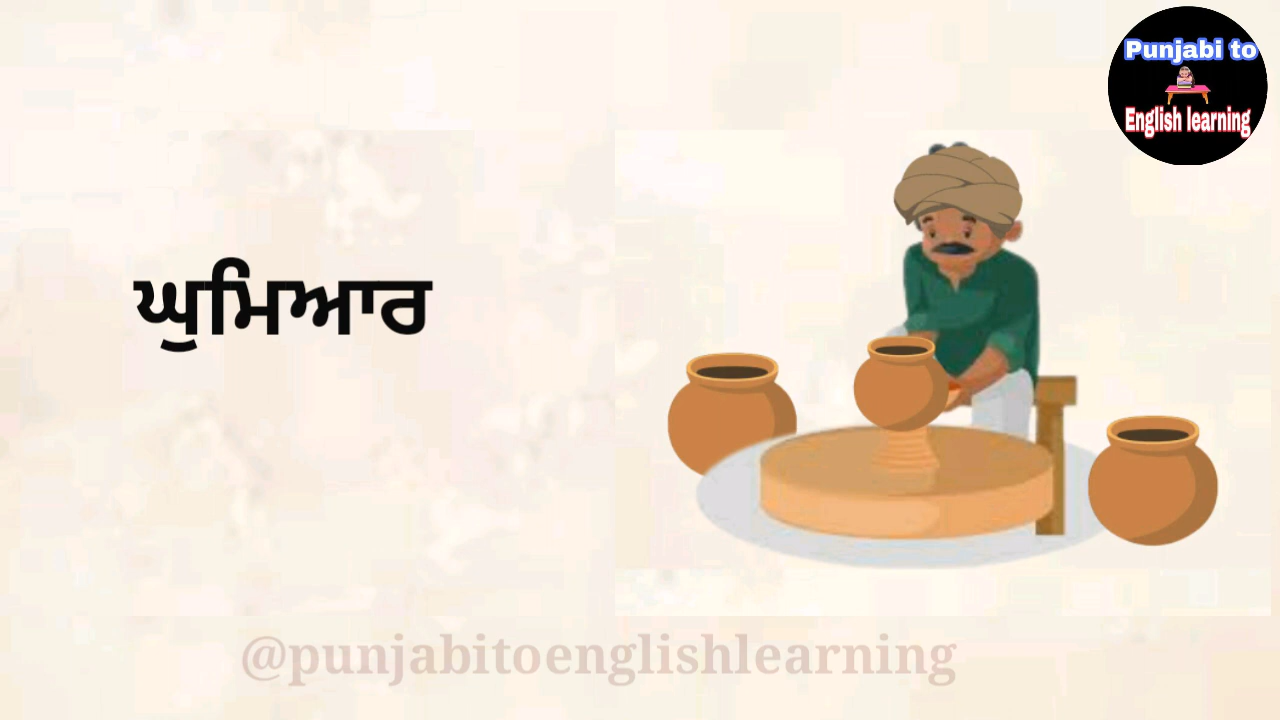 Punjabi to
English learning
ਘੁਮਿਆਰ
@punjabitoenglishlearning